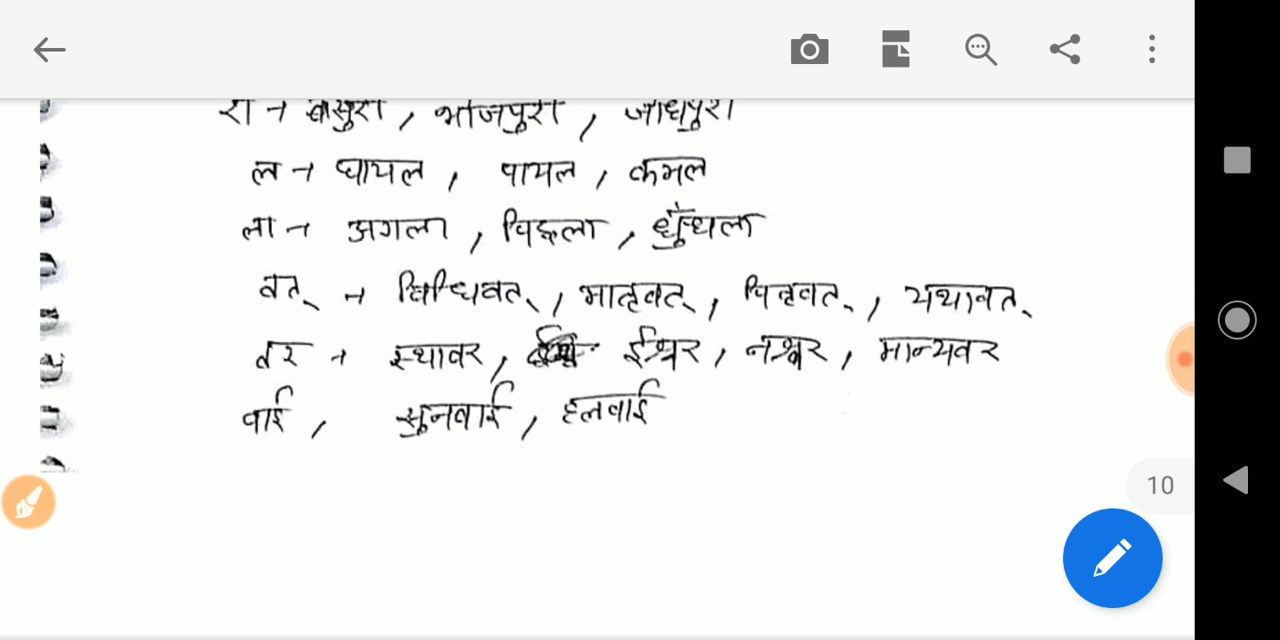 री → बासुरी, भोजपुरी, जोधपुरी
ल → घायल, पायल, कमल
ला → अगला, पिछला, धुँधला
वत् → विधिवत्, मातृवत्, पितृवत्, यथावत्
वर → स्थावर, ईश्वर, नश्वर, मान्यवर
वाई, सुनवाई, हलवाई
10